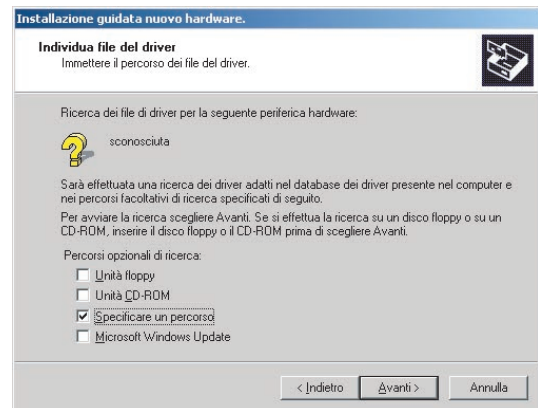 Installazione guidata nuovo hardware.
Individua file del driver
Immettere il percorso dei file del driver.
Ricerca dei file di driver per la seguente periferica hardware:
sconosciuta
Sarà effettuata una ricerca dei driver adatti nel database dei driver presente nel computer e
nei percorsi facoltativi di ricerca specificati di seguito.
Per avviare la ricerca scegliere Avanti. Se si effettua la ricerca su un disco floppy o su un
CD-ROM, inserire il disco floppy o il CD-ROM prima di scegliere Avanti.
Percorsi opzionali di ricerca:
Unità floppy
Unità CD-ROM
Specificare un percorso
Microsoft Windows Update
< Indietro Avanti > Annulla